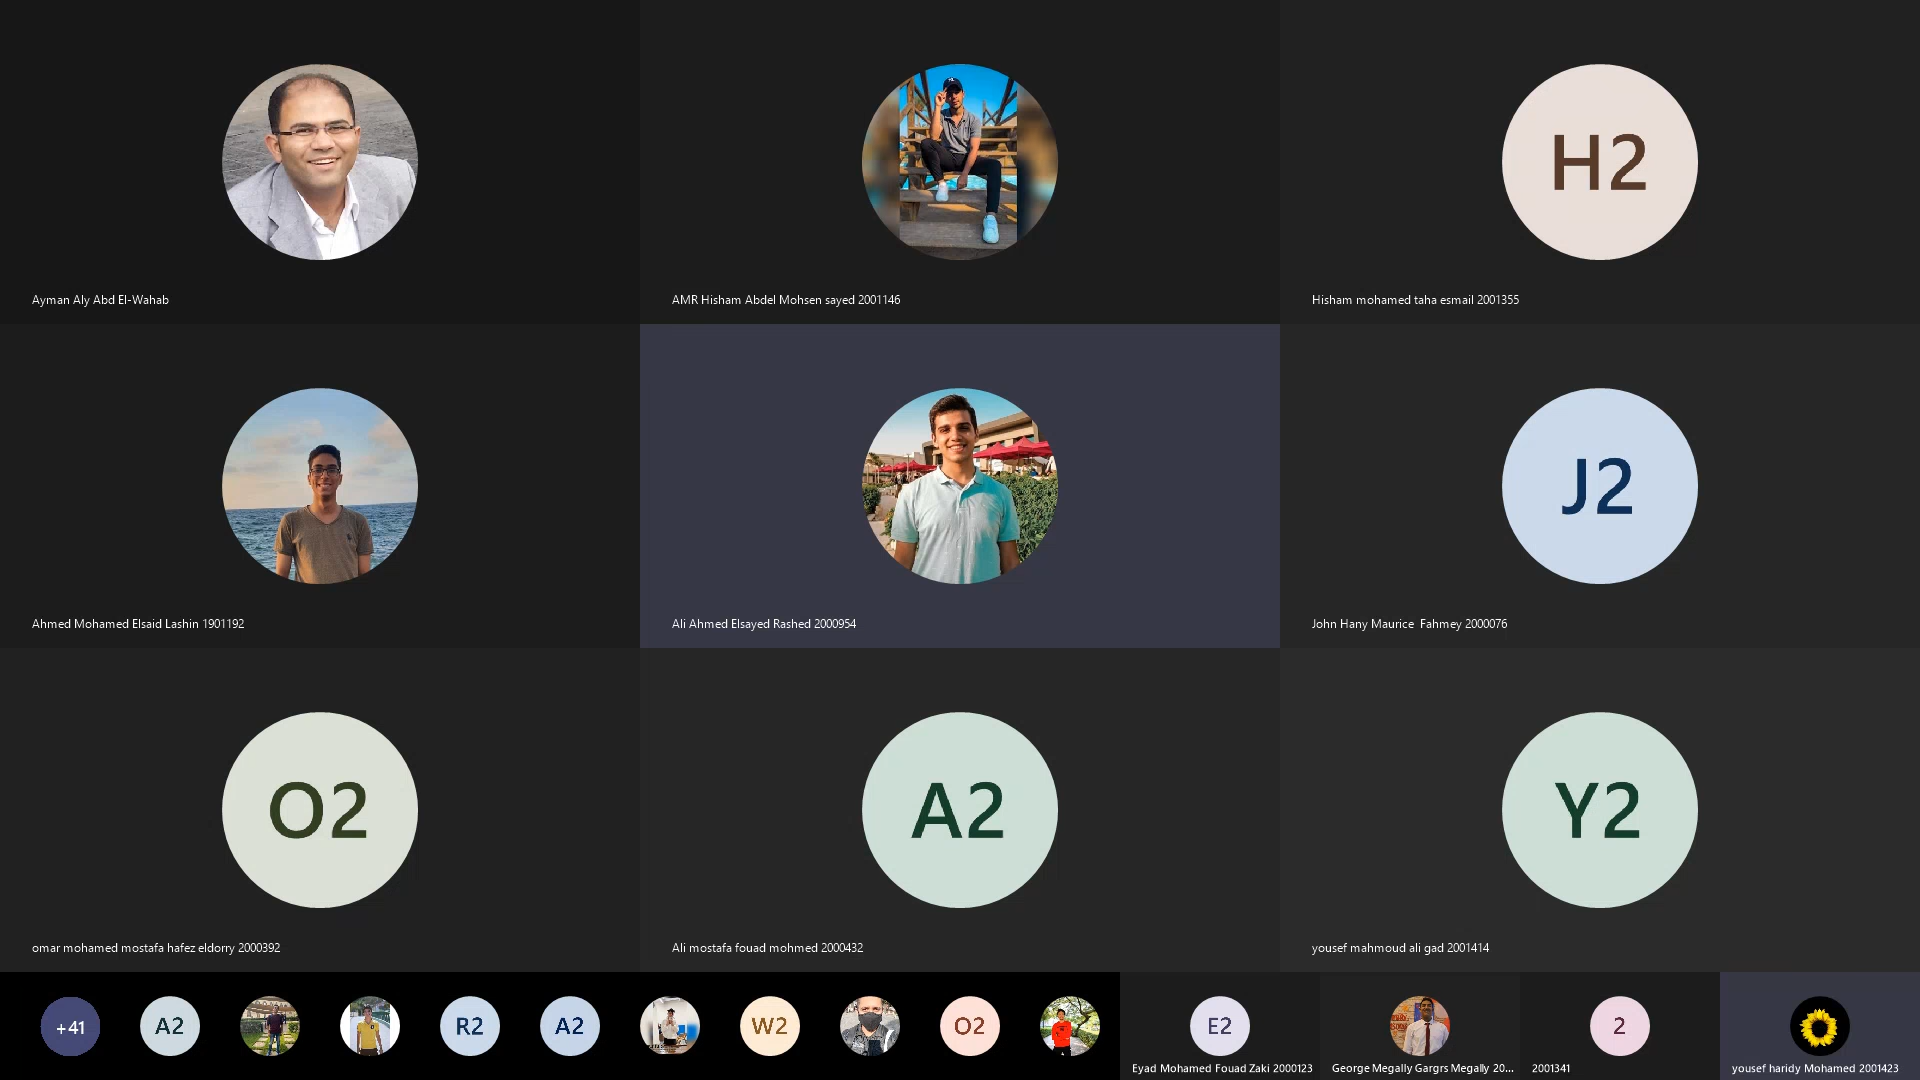 H2
Ayman Aly Abd El-Wahab
AMR Hisham Abdel Mohsen sayed 2001146
Hisham mohamed taha esmail 2001355
J2
Ahmed Mohamed Elsaid Lashin 1901192
Ali Ahmed Elsayed Rashed 2000954
John Hany Maurice Fahmey 2000076
O2
A2
Y2
omar mohamed mostafa hafez eldorry 2000392
Ali mostafa fouad mohmed 2000432
yousef mahmoud ali gad 2001414
+41
A2
R2
A2
W2
O2
E2
2
Eyad Mohamed Fouad Zaki 2000123
George Megally Gargrs Megally 20...
2001341
yousef haridy Mohamed 2001423